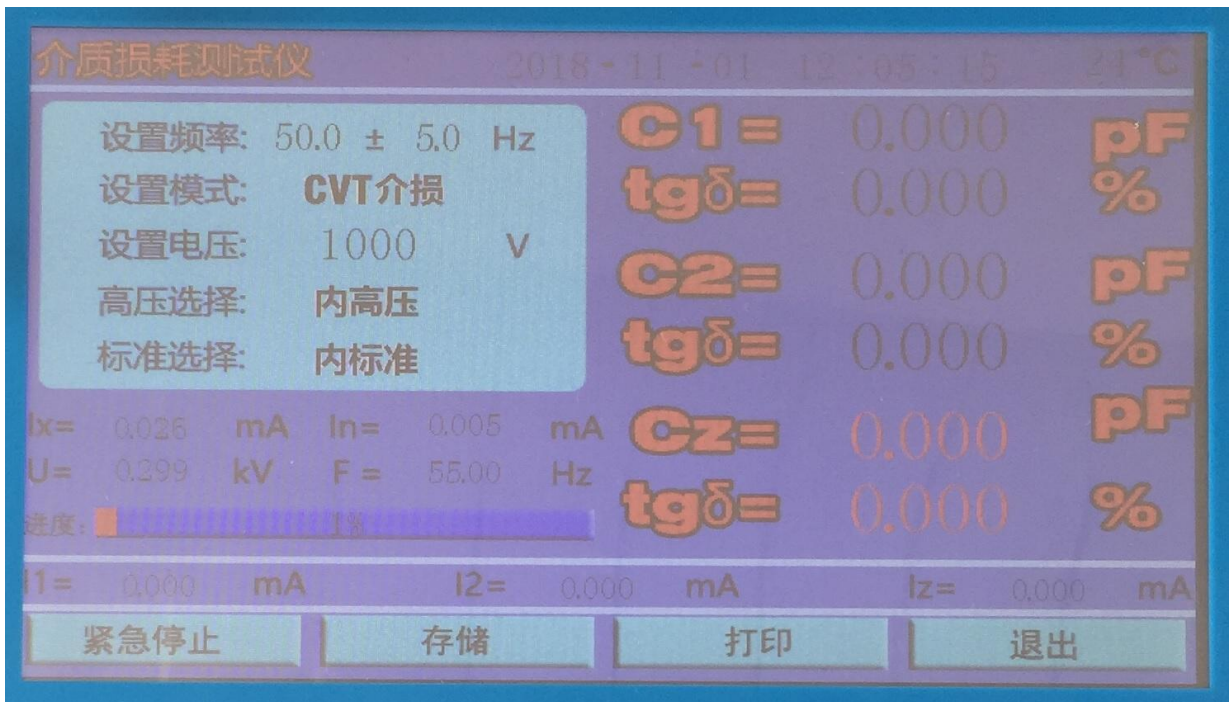 介质损耗测试仪 2018-11-01 12:08:15 24°C
设置频率: 50.0 ± 5.0 Hz
设置模式: CVT介损
设置电压: 1000 V
高压选择: 内高压
标准选择: 内标准
C1= 0.000 pF
tgδ= 0.000 %
C2= 0.000 pF
tgδ= 0.000 %
Cz= 0.000 pF
tgδ= 0.000 %
Ix= 0.026 mA In= 0.005 mA
U= 0.299 kV F= 55.00 Hz
进度: 1%
I1= 0.000 mA I2= 0.000 mA Iz= 0.000 mA
紧急停止 存储 打印 退出